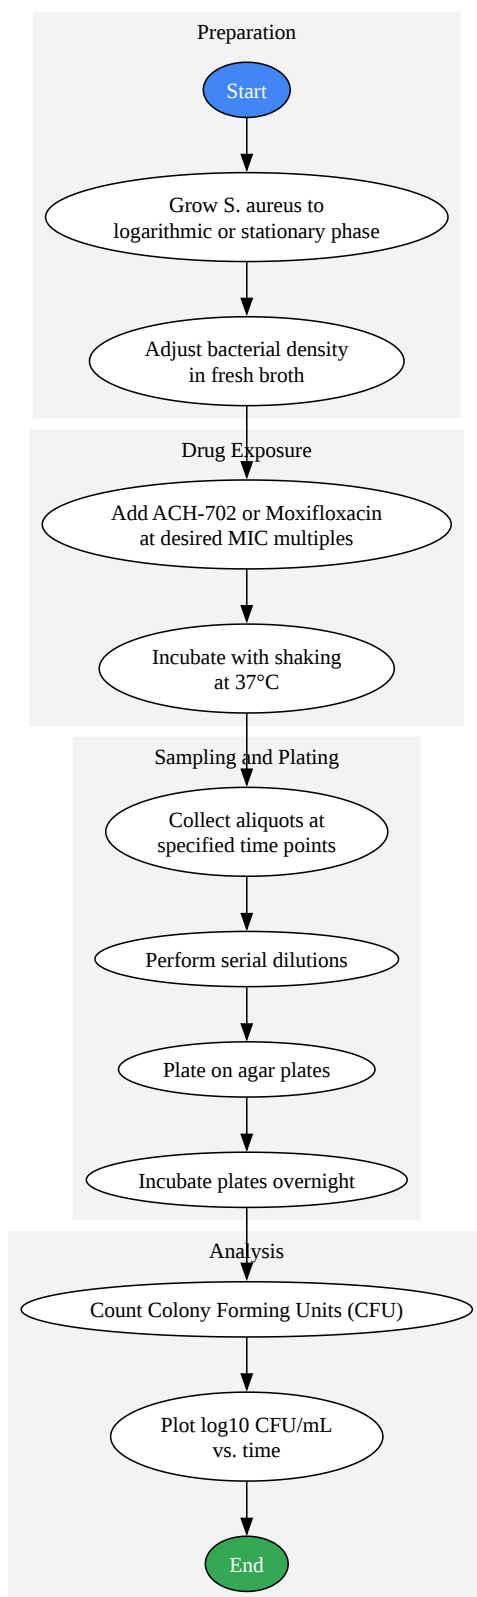 Preparation
Start
Grow S. aureus to
logarithmic or stationary phase
Adjust bacterial density
in fresh broth
Drug Exposure
Add ACH-702 or Moxifloxacin
at desired MIC multiples
Incubate with shaking
at 37°C
Sampling and Plating
Collect aliquots at
specified time points
Perform serial dilutions
Plate on agar plates
Incubate plates overnight
Analysis
Count Colony Forming Units (CFU)
Plot log10 CFU/mL
vs. time
End